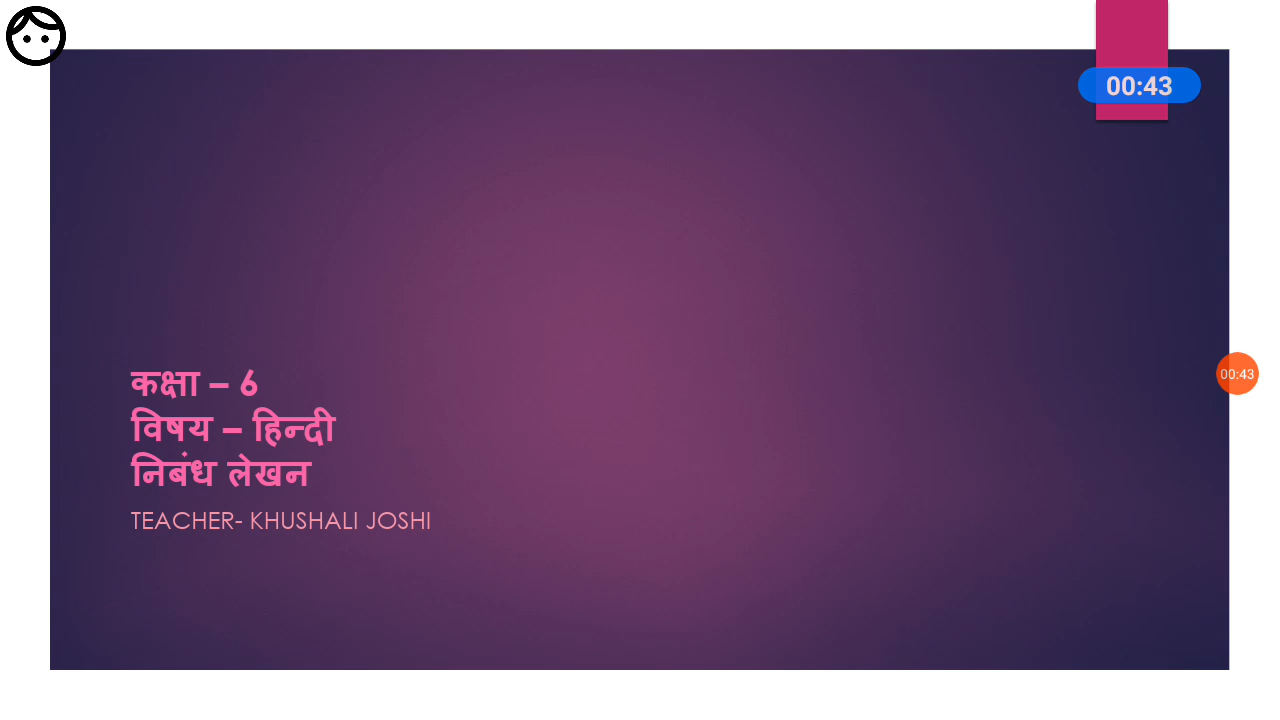 00:43
00:43
कक्षा – 6
विषय – हिन्दी
निबंध लेखन
TEACHER- KHUSHALI JOSHI